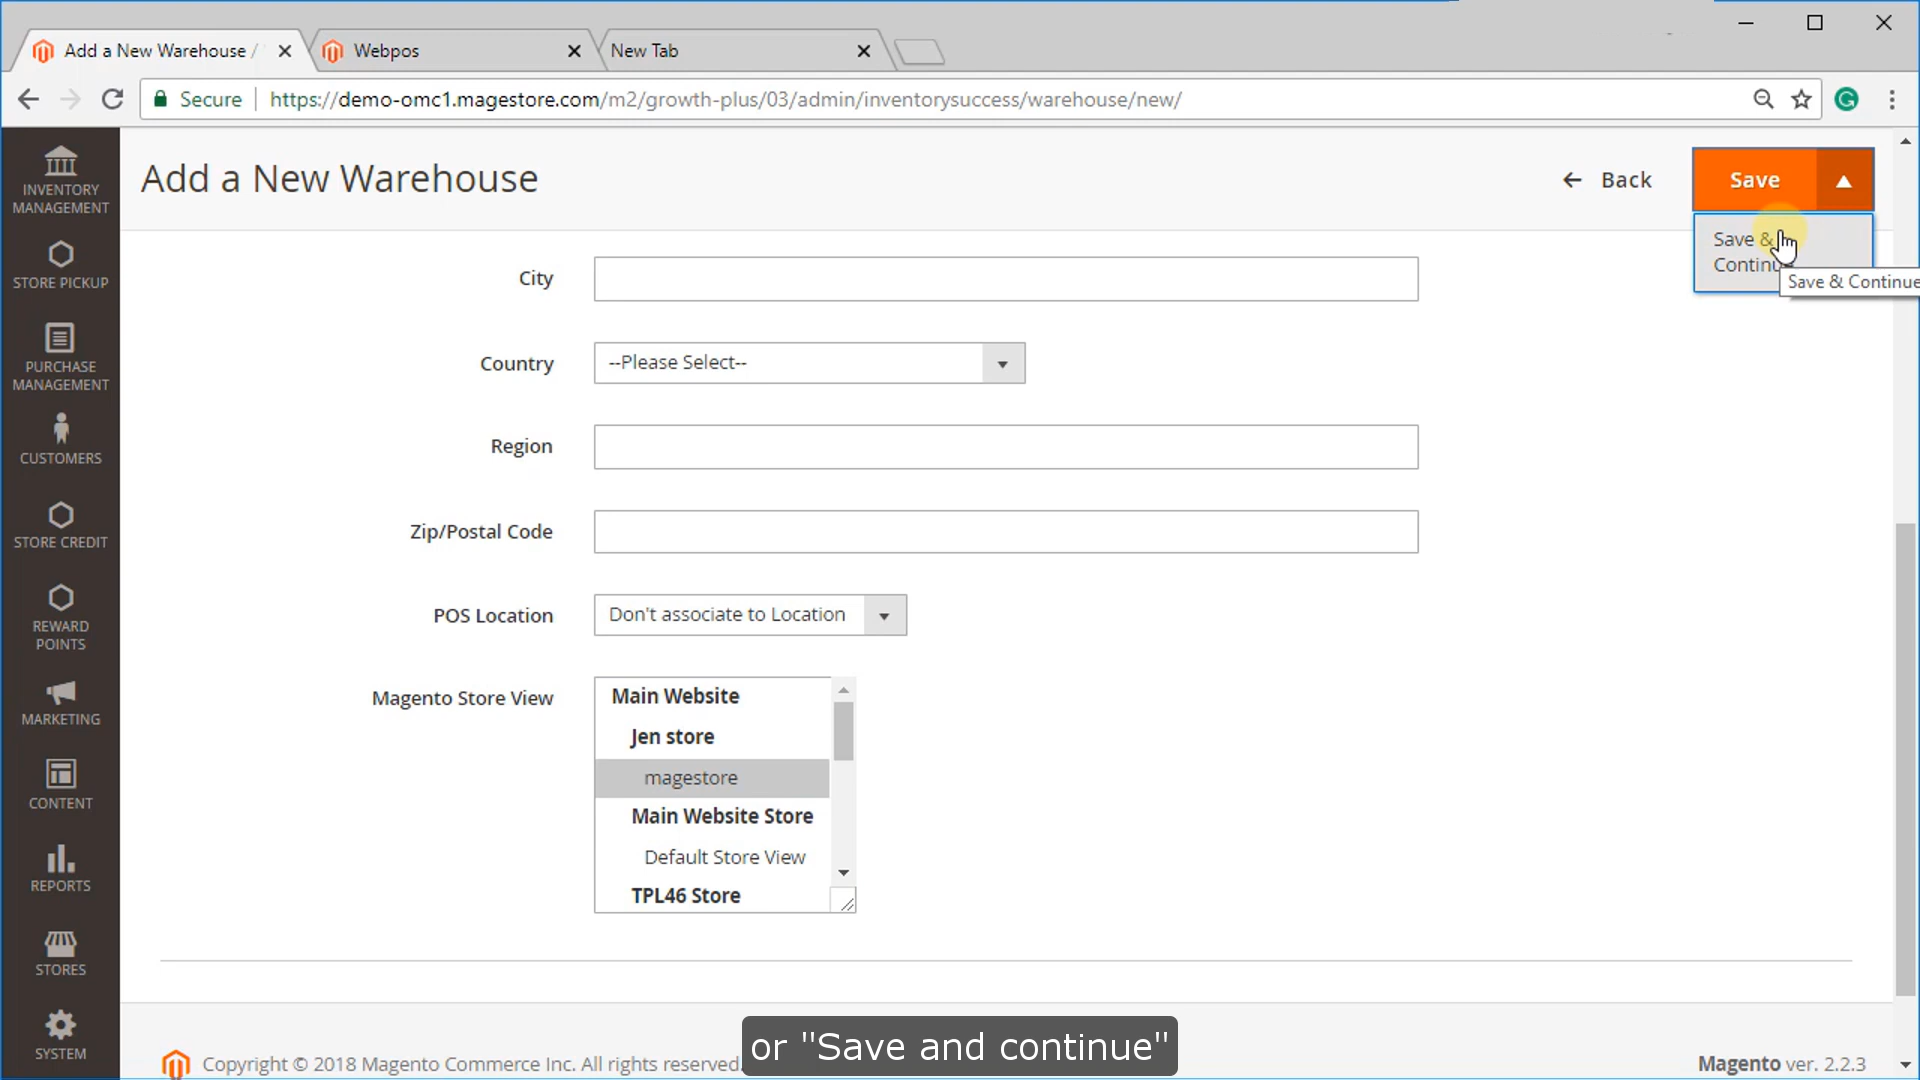 Add a New Warehouse /
Webpos
New Tab
Secure
https://demo-omc1.magestore.com/m2/growth-plus/03/admin/inventorysuccess/warehouse/new/
INVENTORY
MANAGEMENT
STORE PICKUP
PURCHASE
MANAGEMENT
CUSTOMERS
STORE CREDIT
REWARD
POINTS
MARKETING
CONTENT
REPORTS
STORES
SYSTEM
Add a New Warehouse
Back
Save
Save &
Continue
Save & Continue
City
Country
--Please Select--
Region
Zip/Postal Code
POS Location
Don't associate to Location
Magento Store View
Main Website
Jen store
magestore
Main Website Store
Default Store View
TPL46 Store
or "Save and continue"
Copyright © 2018 Magento Commerce Inc. All rights reserved.
Magento ver. 2.2.3